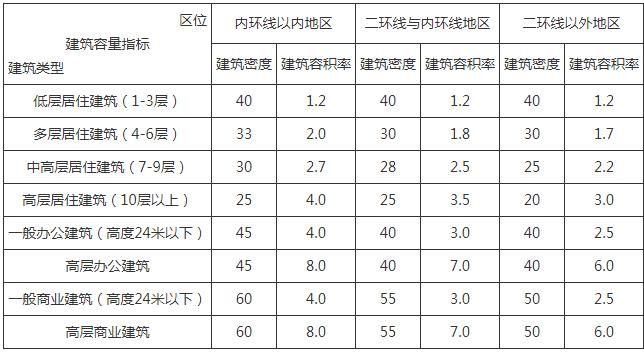 区位
建筑容量指标
建筑类型
内环线以内地区 二环线与内环线地区 二环线以外地区
建筑密度 建筑容积率 建筑密度 建筑容积率 建筑密度 建筑容积率
低层居住建筑（1-3层） 40 1.2 40 1.2 40 1.2
多层居住建筑（4-6层） 33 2.0 30 1.8 30 1.7
中高层居住建筑（7-9层） 30 2.7 28 2.5 25 2.2
高层居住建筑（10层以上） 25 4.0 25 3.5 20 3.0
一般办公建筑（高度24米以下） 45 4.0 40 3.0 40 2.5
高层办公建筑 45 8.0 40 7.0 40 6.0
一般商业建筑（高度24米以下） 60 4.0 55 3.0 50 2.5
高层商业建筑 60 8.0 55 7.0 50 6.0